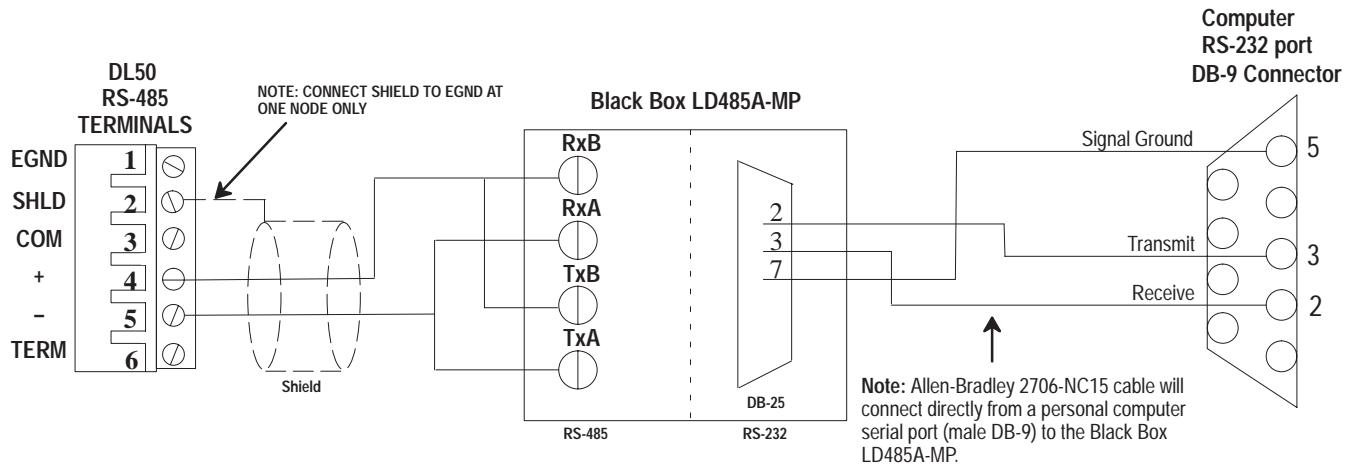 Computer
RS-232 port
DB-9 Connector
DL50
RS-485
TERMINALS
NOTE: CONNECT SHIELD TO EGND AT
ONE NODE ONLY
Black Box LD485A-MP
EGND 1
SHLD 2
COM 3
+ 4
– 5
TERM 6
Shield
RxB
RxA
TxB
TxA
2
3
7
DB-25
RS-485
RS-232
Signal Ground
5
Transmit
3
Receive
2
Note: Allen-Bradley 2706-NC15 cable will
connect directly from a personal computer
serial port (male DB-9) to the Black Box
LD485A-MP.